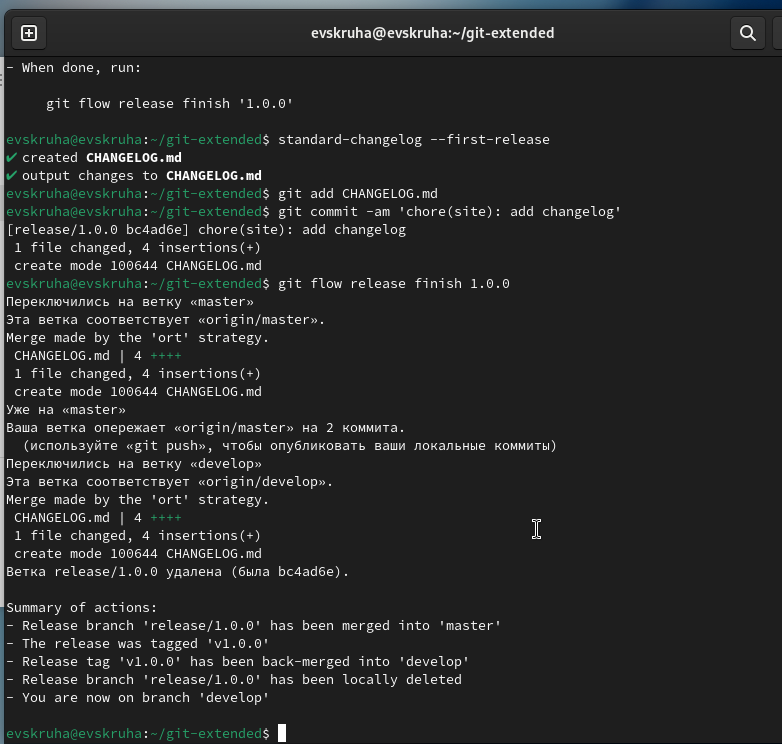 evskruha@evskruha:~/git-extended
- When done, run:
git flow release finish '1.0.0'
evskruha@evskruha:~/git-extended$ standard-changelog --first-release
✔ created CHANGELOG.md
✔ output changes to CHANGELOG.md
evskruha@evskruha:~/git-extended$ git add CHANGELOG.md
evskruha@evskruha:~/git-extended$ git commit -am 'chore(site): add changelog'
[release/1.0.0 bc4ad6e] chore(site): add changelog
1 file changed, 4 insertions(+)
create mode 100644 CHANGELOG.md
evskruha@evskruha:~/git-extended$ git flow release finish 1.0.0
Переключились на ветку «master»
Эта ветка соответствует «origin/master».
Merge made by the 'ort' strategy.
CHANGELOG.md | 4 ++++
1 file changed, 4 insertions(+)
create mode 100644 CHANGELOG.md
Уже на «master»
Ваша ветка опережает «origin/master» на 2 коммита.
(используйте «git push», чтобы опубликовать ваши локальные коммиты)
Переключились на ветку «develop»
Эта ветка соответствует «origin/develop».
Merge made by the 'ort' strategy.
CHANGELOG.md | 4 ++++
1 file changed, 4 insertions(+)
create mode 100644 CHANGELOG.md
Ветка release/1.0.0 удалена (была bc4ad6e).
Summary of actions:
- Release branch 'release/1.0.0' has been merged into 'master'
- The release was tagged 'v1.0.0'
- Release tag 'v1.0.0' has been back-merged into 'develop'
- Release branch 'release/1.0.0' has been locally deleted
- You are now on branch 'develop'
evskruha@evskruha:~/git-extended$